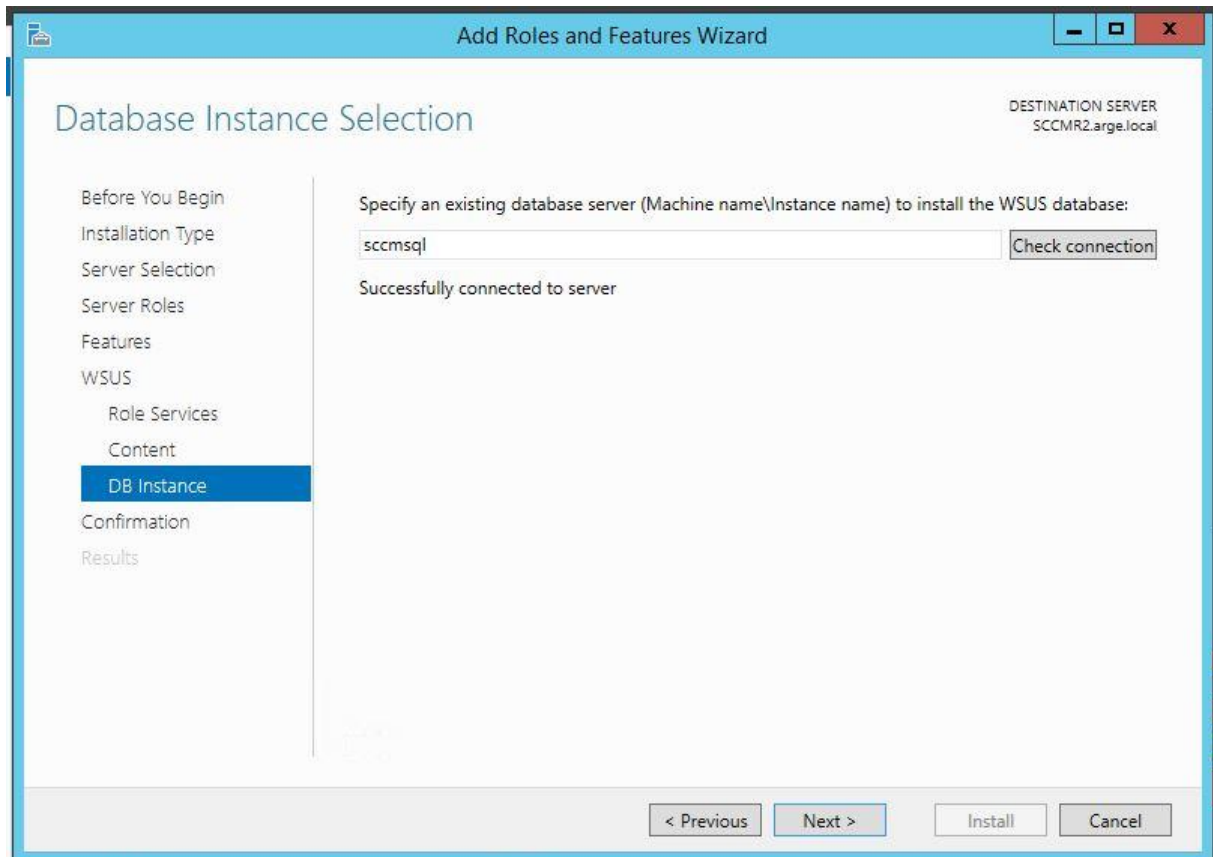 Add Roles and Features Wizard
Database Instance Selection
DESTINATION SERVER
SCCMR2.arge.local
Before You Begin
Installation Type
Server Selection
Server Roles
Features
WSUS
Role Services
Content
DB Instance
Confirmation
Results
Specify an existing database server (Machine name\Instance name) to install the WSUS database:
sccmsql
Check connection
Successfully connected to server
< Previous
Next >
Install
Cancel